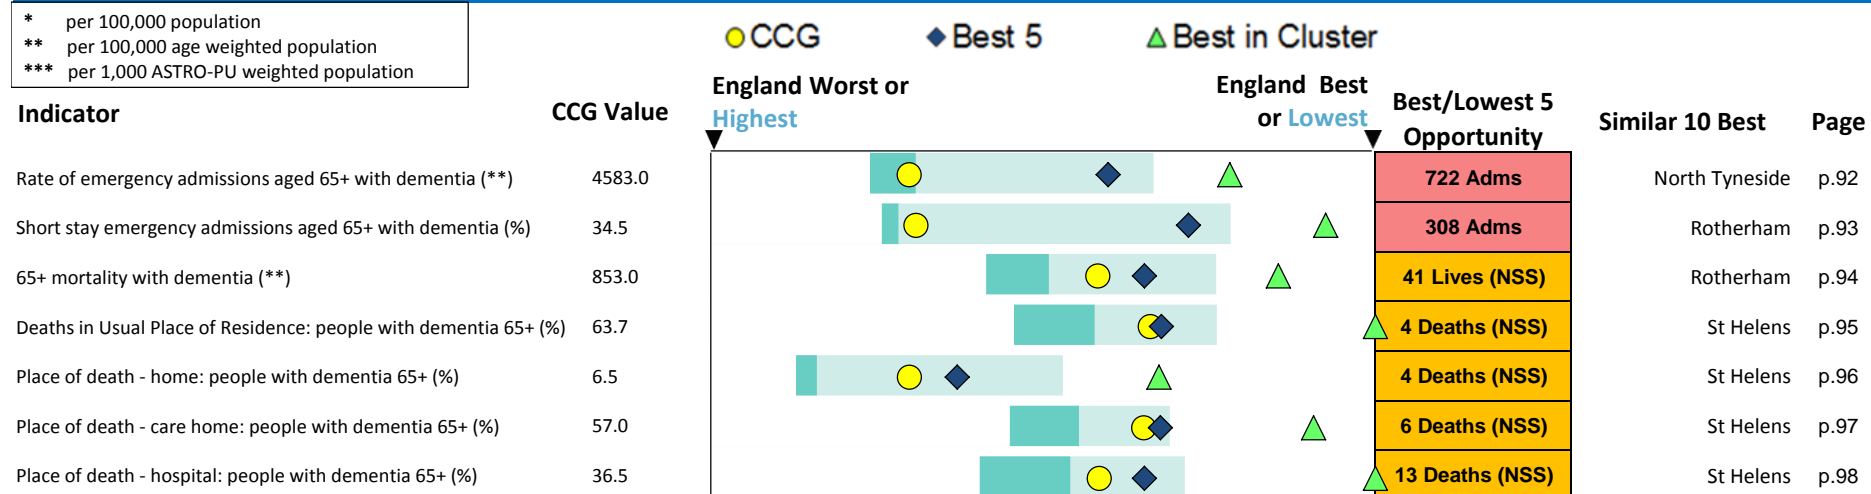 * per 100,000 population
** per 100,000 age weighted population
*** per 1,000 ASTRO-PU weighted population
CCG Best 5 Best in Cluster
Indicator CCG Value England Worst or Highest England Best or Lowest Best/Lowest 5 Opportunity Similar 10 Best Page
Rate of emergency admissions aged 65+ with dementia (**) 4583.0 722 Adms North Tyneside p.92
Short stay emergency admissions aged 65+ with dementia (%) 34.5 308 Adms Rotherham p.93
65+ mortality with dementia (**) 853.0 41 Lives (NSS) Rotherham p.94
Deaths in Usual Place of Residence: people with dementia 65+ (%) 63.7 4 Deaths (NSS) St Helens p.95
Place of death - home: people with dementia 65+ (%) 6.5 4 Deaths (NSS) St Helens p.96
Place of death - care home: people with dementia 65+ (%) 57.0 6 Deaths (NSS) St Helens p.97
Place of death - hospital: people with dementia 65+ (%) 36.5 13 Deaths (NSS) St Helens p.98